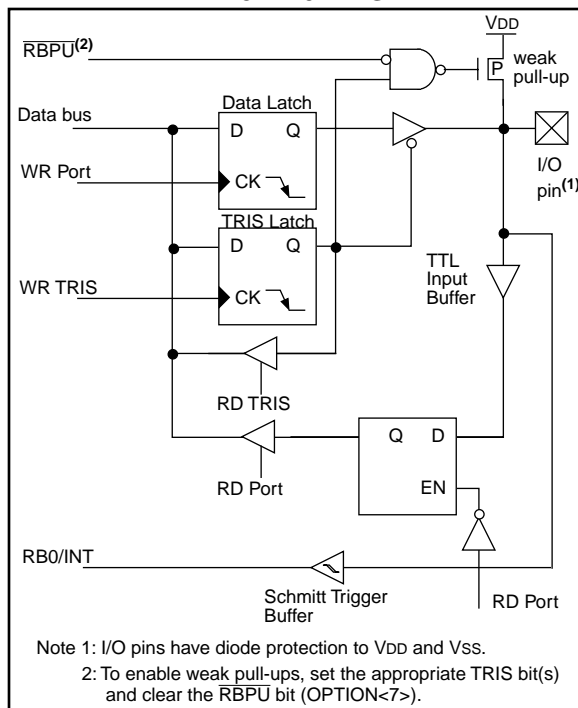 VDD
RBPU(2)
P
weak
pull-up
Data Latch
Data bus
D Q
I/O
pin(1)
WR Port
CK
TRIS Latch
D Q
TTL
Input
Buffer
WR TRIS
CK
RD TRIS
Q D
RD Port
EN
RB0/INT
Schmitt Trigger
Buffer
RD Port
Note 1: I/O pins have diode protection to VDD and VSS.
2: To enable weak pull-ups, set the appropriate TRIS bit(s)
and clear the RBPU bit (OPTION<7>).